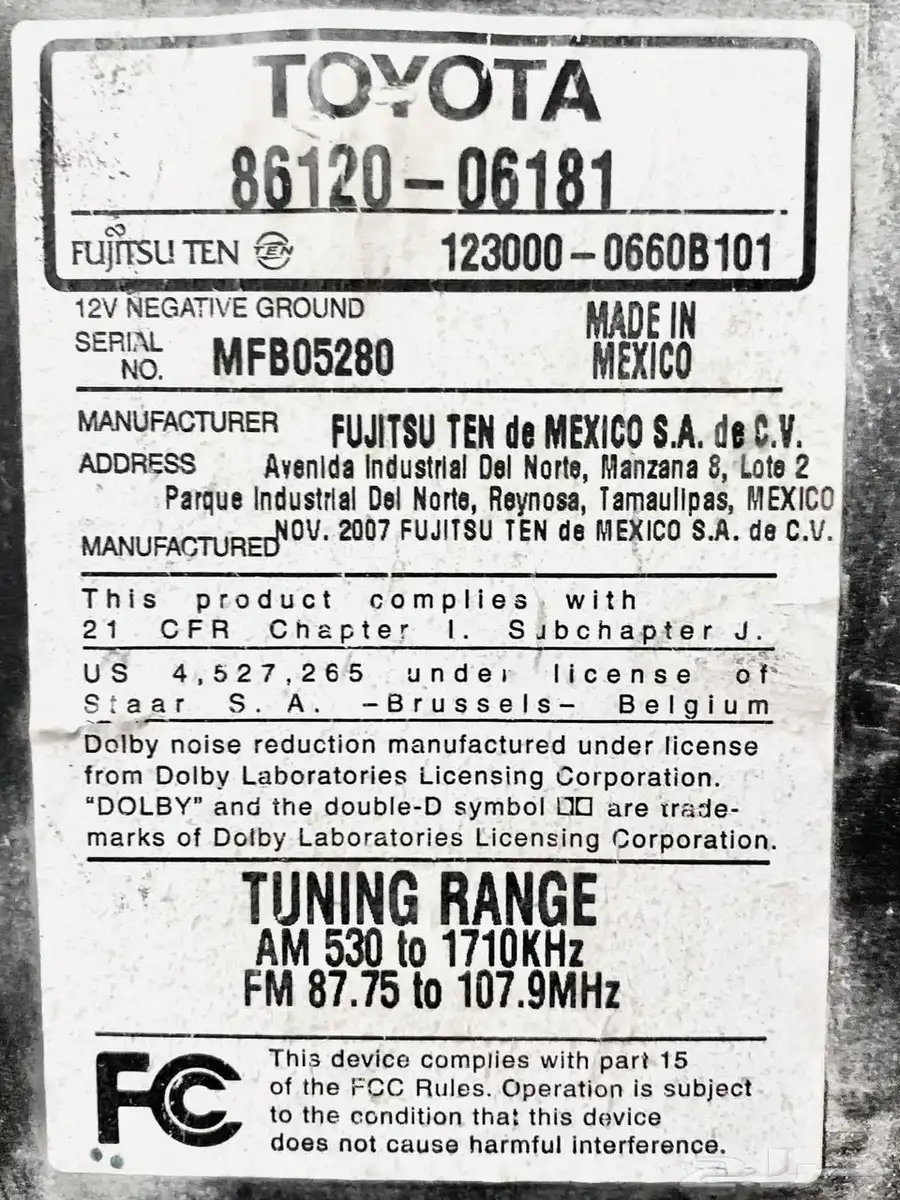 TOYOTA
86120-06181
FUJITSU TEN TEN 123000-0660B101
12V NEGATIVE GROUND
SERIAL NO. MFB05280
MADE IN MEXICO
MANUFACTURER FUJITSU TEN de MEXICO S.A. de C.V.
ADDRESS Avenida Industrial Del Norte, Manzana 8, Lote 2
Parque Industrial Del Norte, Reynosa, Tamaulipas, MEXICO
MANUFACTURED NOV. 2007 FUJITSU TEN de MEXICO S.A. de C.V.
This product complies with
21 CFR Chapter I. Subchapter J.
US 4,527,265 under license of
Staar S. A. -Brussels- Belgium
Dolby noise reduction manufactured under license
from Dolby Laboratories Licensing Corporation.
"DOLBY" and the double-D symbol are trade-
marks of Dolby Laboratories Licensing Corporation.
TUNING RANGE
AM 530 to 1710KHz
FM 87.75 to 107.9MHz
FC This device complies with part 15
of the FCC Rules. Operation is subject
to the condition that this device
does not cause harmful interference.